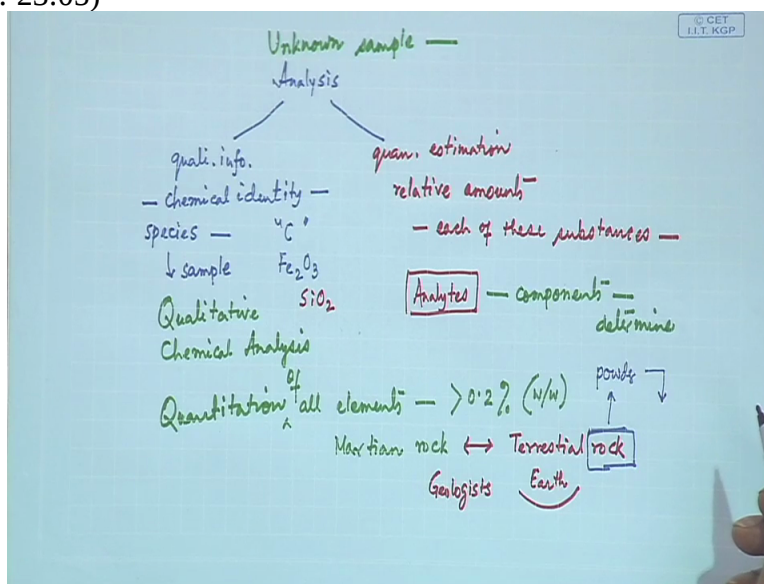 : 23:05)
© CET
I.I.T. KGP
Unknown sample —
Analysis
quali. info.
— chemical identity —
species — "C"
↓ sample Fe2O3
SiO2
Qualitative
Chemical Analysis
quan. estimation
relative amounts —
— each of these substances —
Analytes — components —
determine
Quantitation of all elements — >0.2% (w/w)
Martian rock ↔ Terrestial rock
Geologists Earth
powder